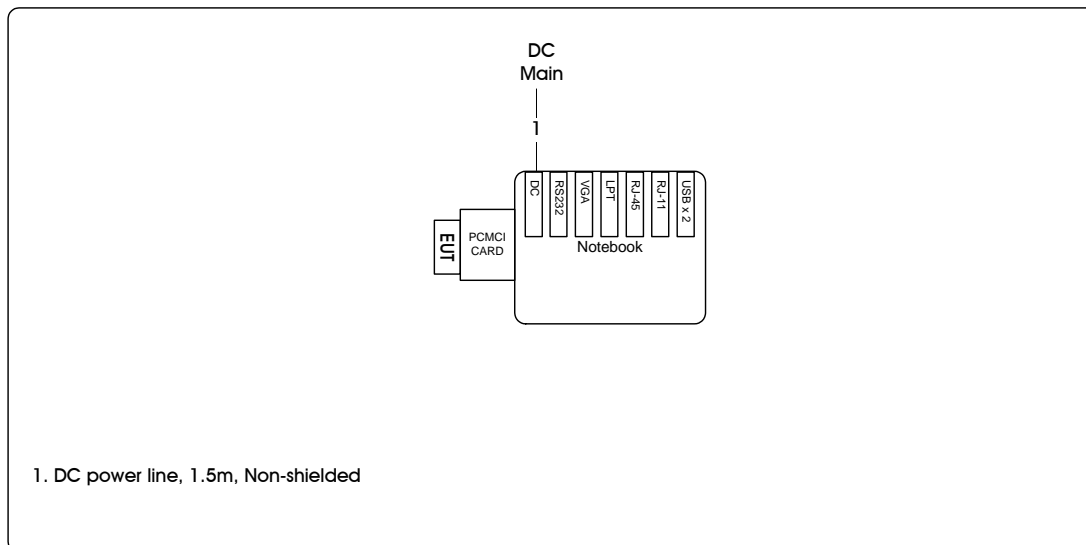 DC
Main
1
DC
RS232
VGA
LPT
RJ-45
RJ-11
USB x 2
EUT
PCMCI
CARD
Notebook
1. DC power line, 1.5m, Non-shielded